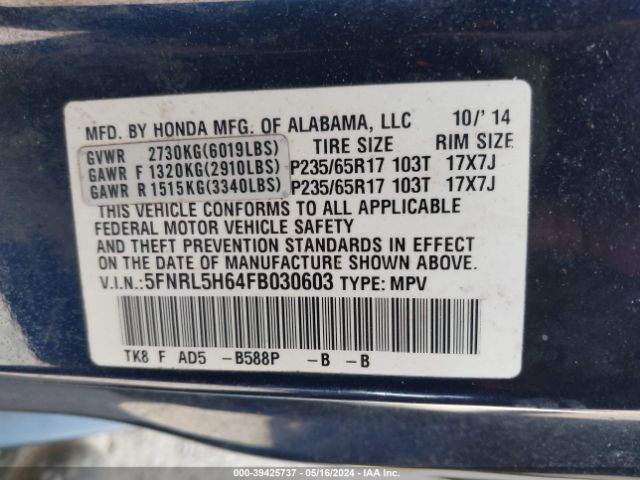 MFD. BY HONDA MFG. OF ALABAMA, LLC 10/'14
GVWR 2730KG(6019LBS) TIRE SIZE RIM SIZE
GAWR F 1320KG(2910LBS) P235/65R17 103T 17X7J
GAWR R 1515KG(3340LBS) P235/65R17 103T 17X7J
THIS VEHICLE CONFORMS TO ALL APPLICABLE
FEDERAL MOTOR VEHICLE SAFETY
AND THEFT PREVENTION STANDARDS IN EFFECT ON
THE DATE OF MANUFACTURE SHOWN ABOVE.
V.I.N.:5FNRL5H64FB030603 TYPE: MPV
TK8 F AD5 -B588P -B -B
000-39425737 - 05/16/2024 - IAA Inc.